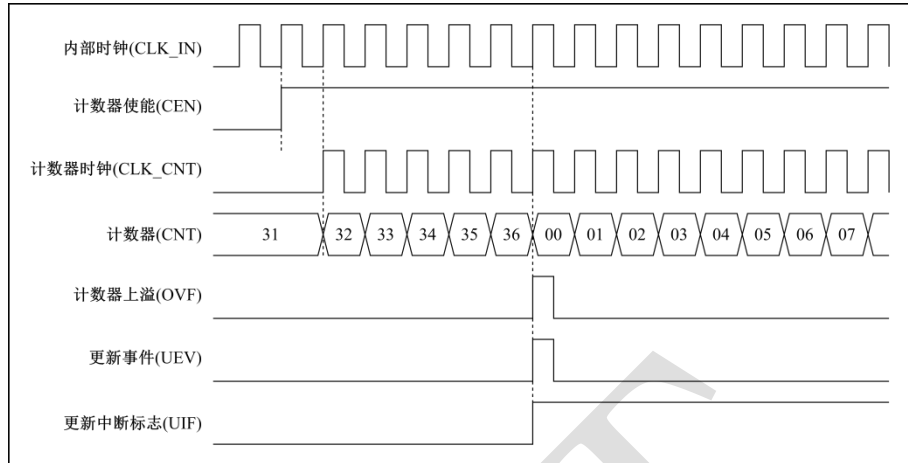 内部时钟(CLK_IN)
计数器使能(CEN)
计数器时钟(CLK_CNT)
计数器(CNT) 31 32 33 34 35 36 00 01 02 03 04 05 06 07
计数器上溢(OVF)
更新事件(UEV)
更新中断标志(UIF)